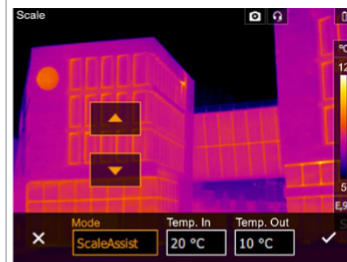 Scale
°C
12
5
Mode
Temp. In
Temp. Out
ScaleAssist
20 °C
10 °C